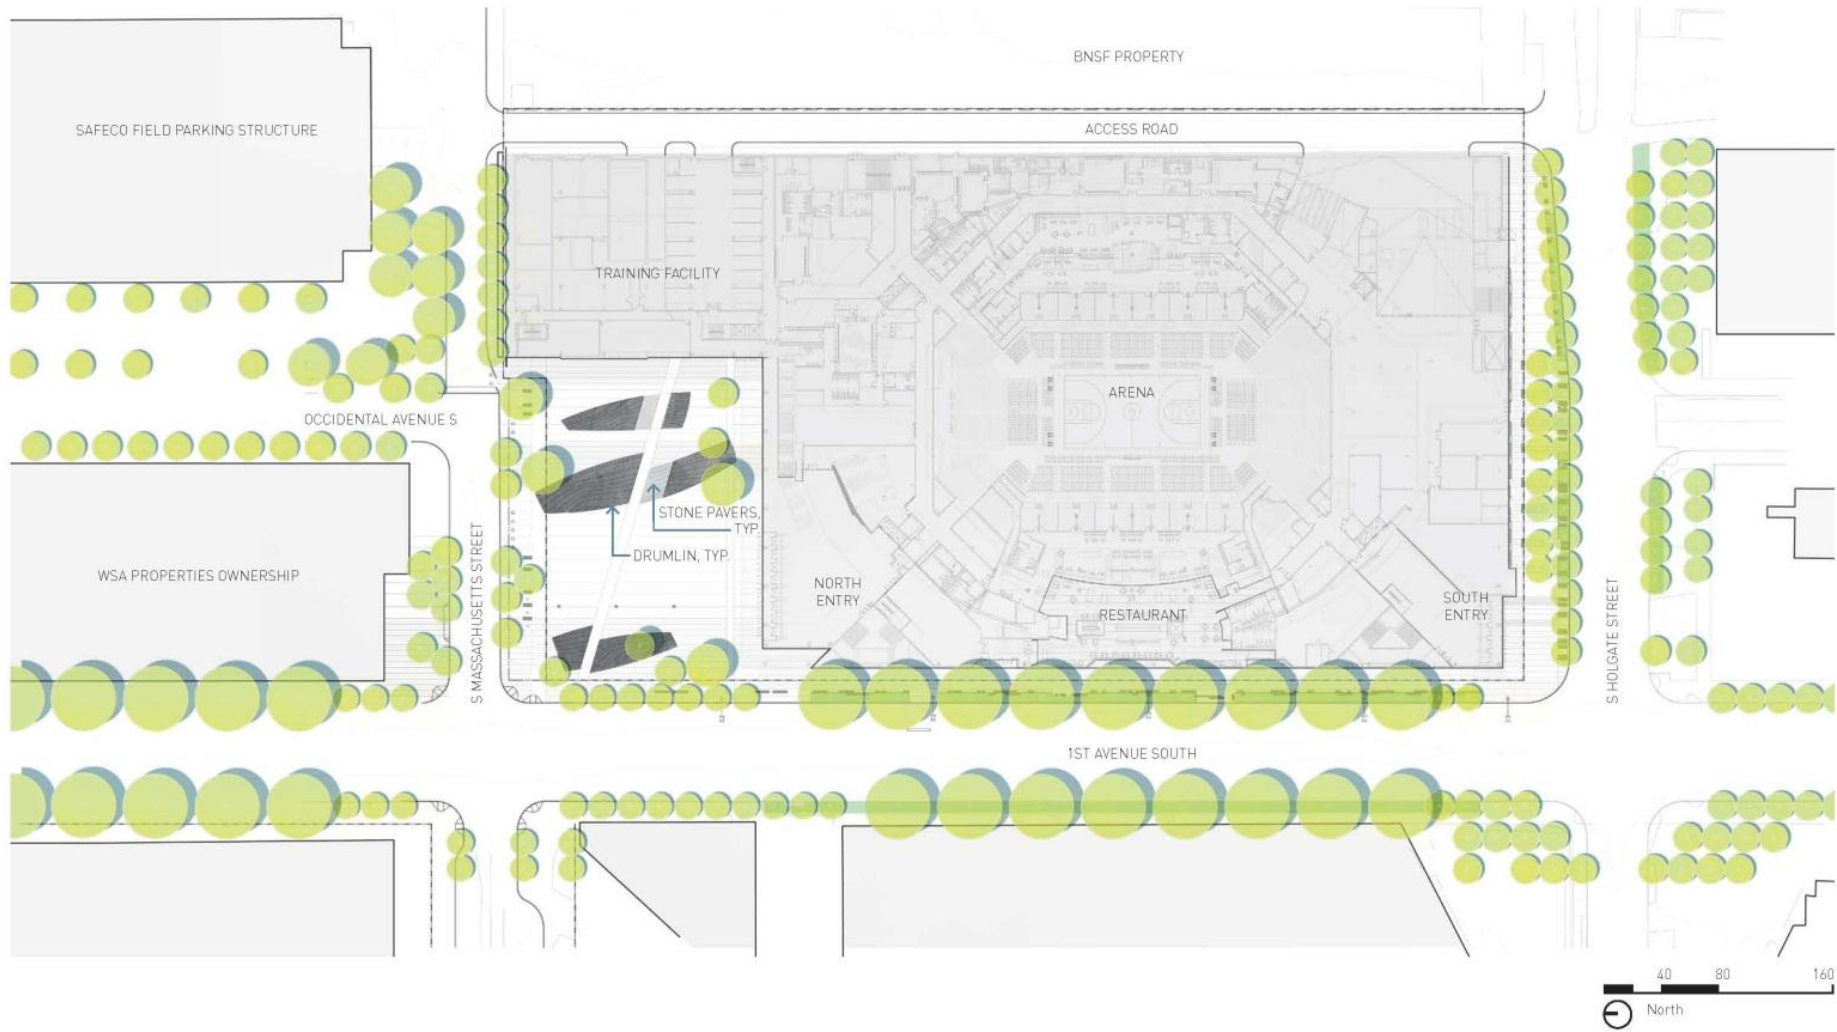 BNSF PROPERTY
SAFECO FIELD PARKING STRUCTURE
ACCESS ROAD
TRAINING FACILITY
ARENA
OCCIDENTAL AVENUE S
STONE PAVERS,
TYP.
DRUMLIN, TYP.
WSA PROPERTIES OWNERSHIP
S MASSACHUSETTS STREET
NORTH
ENTRY
RESTAURANT
SOUTH
ENTRY
S HOLGATE STREET
1ST AVENUE SOUTH
40 80 160
North